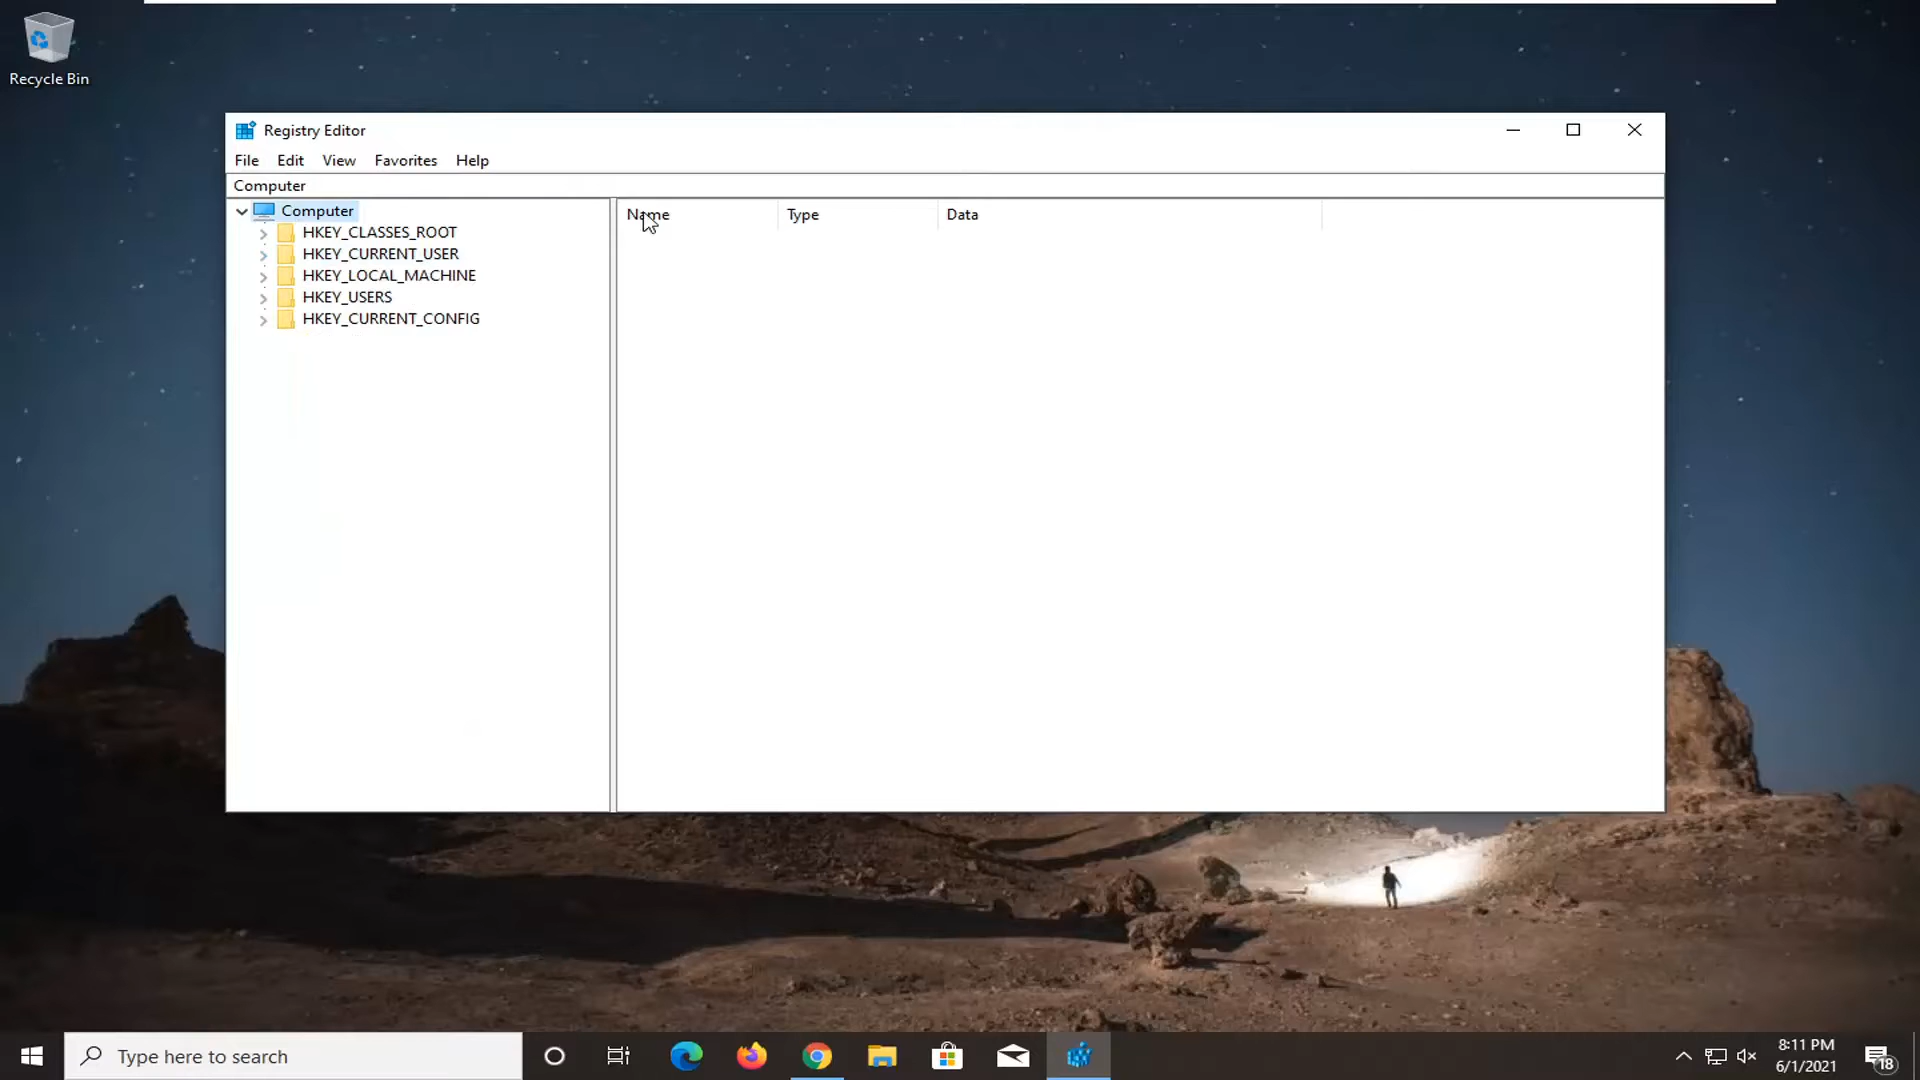 Recycle Bin
Registry Editor
File Edit View Favorites Help
Computer
Computer
HKEY_CLASSES_ROOT
HKEY_CURRENT_USER
HKEY_LOCAL_MACHINE
HKEY_USERS
HKEY_CURRENT_CONFIG
Name Type Data
Type here to search
8:11 PM
6/1/2021
18